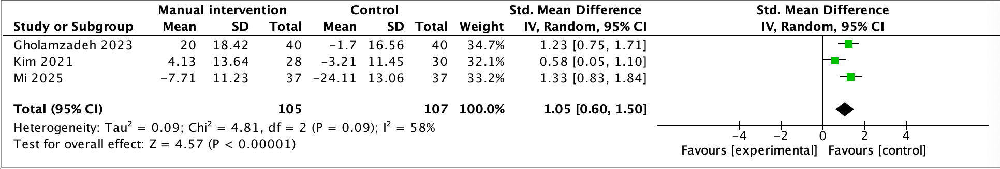 Manual intervention Control Std. Mean Difference Std. Mean Difference
Study or Subgroup Mean SD Total Mean SD Total Weight IV, Random, 95% CI IV, Random, 95% CI
Gholamzadeh 2023 20 18.42 40 −1.7 16.56 40 34.7% 1.23 [0.75, 1.71]
Kim 2021 4.13 13.64 28 −3.21 11.45 30 32.1% 0.58 [0.05, 1.10]
Mi 2025 −7.71 11.23 37 −24.11 13.06 37 33.2% 1.33 [0.83, 1.84]
Total (95% CI) 105 107 100.0% 1.05 [0.60, 1.50]
Heterogeneity: Tau² = 0.09; Chi² = 4.81, df = 2 (P = 0.09); I² = 58%
Test for overall effect: Z = 4.57 (P < 0.00001)
−4 −2 0 2 4
Favours [experimental] Favours [control]